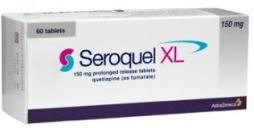 60 tablets
150 mg
Seroquel XL
150 mg prolonged release tablets
quetiapine (as fumarate)
AstraZeneca